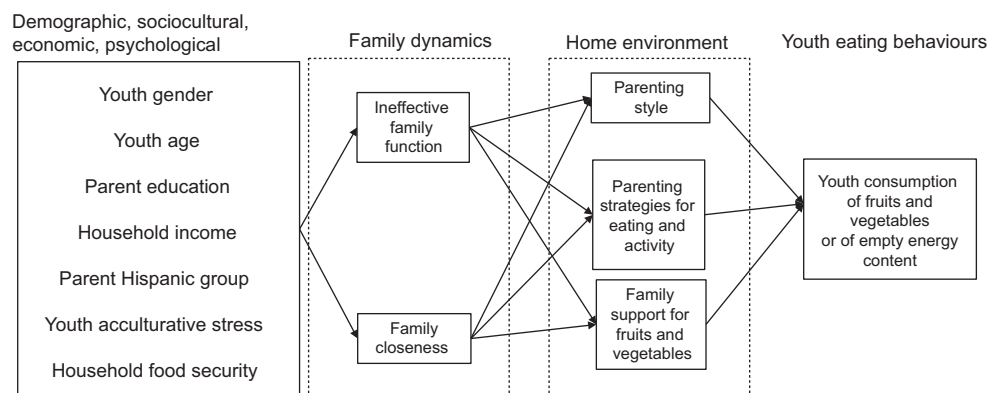 Demographic, sociocultural,
economic, psychological
Family dynamics
Home environment
Youth eating behaviours
Youth gender
Youth age
Parent education
Household income
Parent Hispanic group
Youth acculturative stress
Household food security
Ineffective
family
function
Family
closeness
Parenting
style
Parenting
strategies for
eating and
activity
Family
support for
fruits and
vegetables
Youth consumption
of fruits and
vegetables
or of empty energy
content